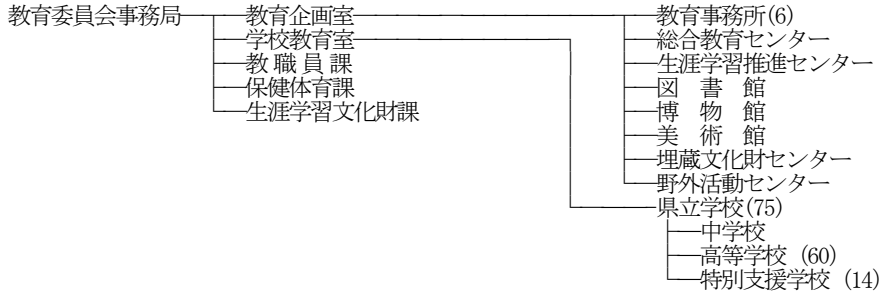 教育委員会事務局 教育企画室 教育事務所(6)
学校教育室 総合教育センター
教職員課 生涯学習推進センター
保健体育課 図書館
生涯学習文化財課 博物館
美術館
埋蔵文化財センター
野外活動センター
県立学校(75)
中学校
高等学校 (60)
特別支援学校 (14)